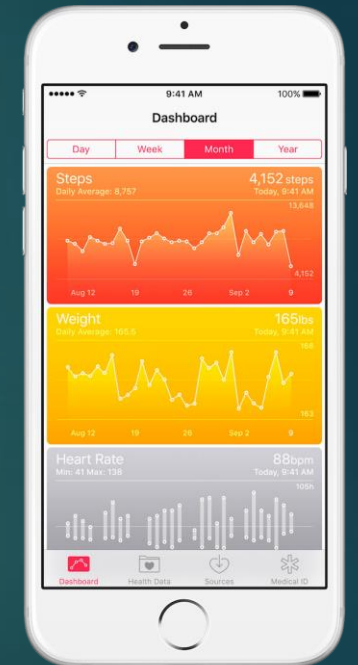 9:41 AM
100%
Dashboard
Day Week Month Year
Steps 4,152 steps
Daily Average: 8,757 Today, 9:41 AM
13,648
4,152
Aug 12 19 26 Sep 2 9
Weight 165lbs
Daily Average: 165.5 Today, 9:41 AM
166
163
Aug 12 19 26 Sep 2 9
Heart Rate 88bpm
Min: 41 Max: 138 Today, 9:41 AM
Dashboard Health Data Sources Medical ID